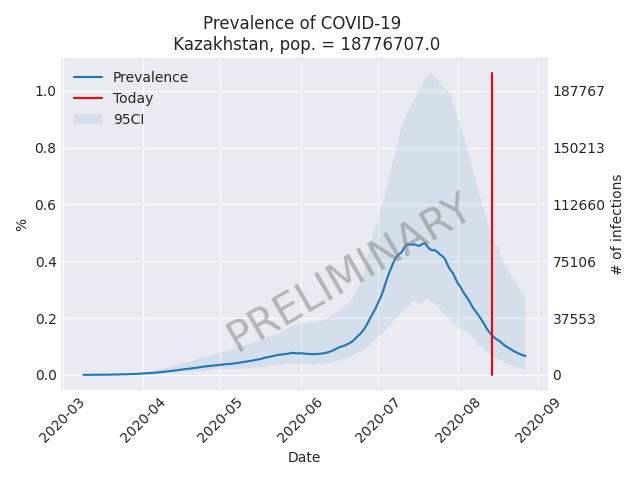 Prevalence of COVID-19
Kazakhstan, pop. = 18776707.0
Prevalence
Today
95CI
1.0
0.8
0.6
0.4
0.2
0.0
%
187767
150213
112660
75106
37553
0
# of infections
PRELIMINARY
2020-03
2020-04
2020-05
2020-06
2020-07
2020-08
2020-09
Date